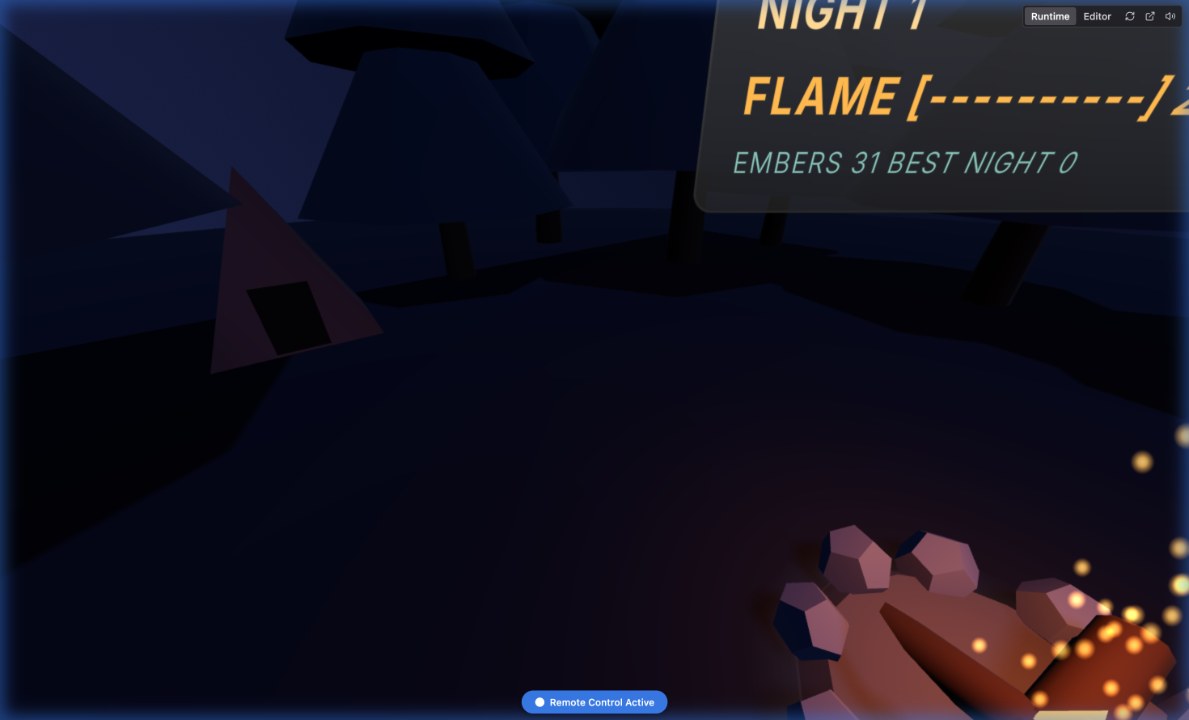 Runtime Editor
NIGHT 1
FLAME [----------]
EMBERS 31 BEST NIGHT 0
Remote Control Active